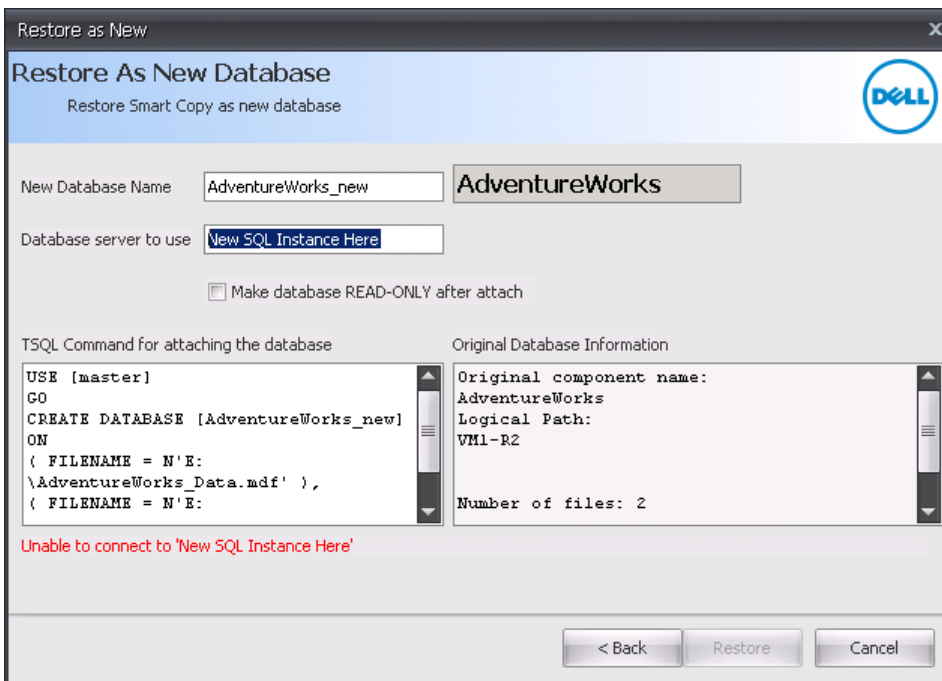 Restore as New
x
Restore As New Database
Restore Smart Copy as new database
DELL
New Database Name
AdventureWorks_new
AdventureWorks
Database server to use
New SQL Instance Here
Make database READ-ONLY after attach
TSQL Command for attaching the database
USE [master]
GO
CREATE DATABASE [AdventureWorks_new]
ON
( FILENAME = N'E:
\AdventureWorks_Data.mdf' ),
( FILENAME = N'E:
Original Database Information
Original component name:
AdventureWorks
Logical Path:
VM1-R2
Number of files: 2
Unable to connect to 'New SQL Instance Here'
< Back
Restore
Cancel